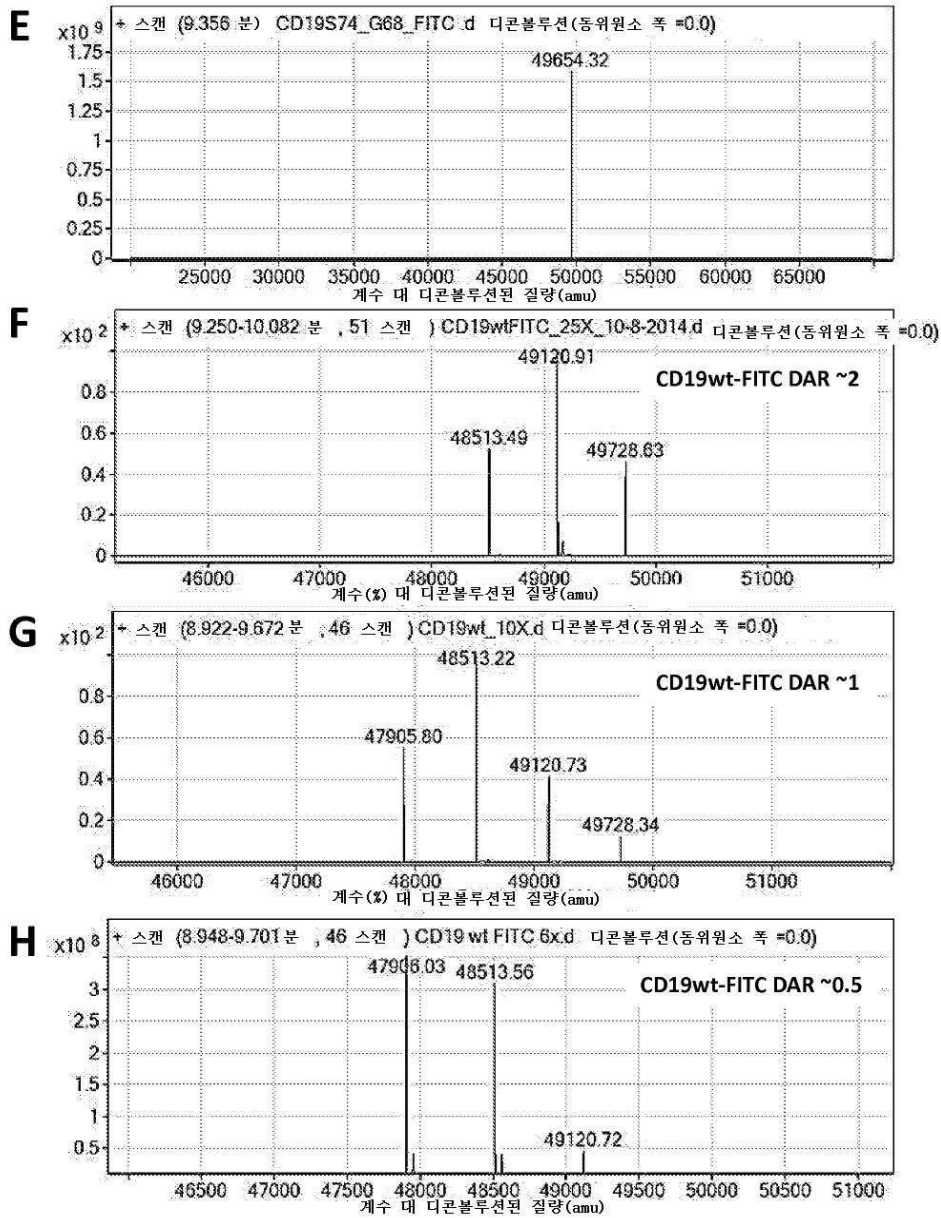 E
+ 스캔 (9.356 분) CD19S74_G68_FITC.d 디콘볼루션(동위원소 폭 =0.0)
x10 9
49654.32
1.75
1.5
1.25
1
0.75
0.5
0.25
0
25000 30000 35000 40000 45000 50000 55000 60000 65000
계수 대 디콘볼루션된 질량(amu)
F
+ 스캔 (9.250-10.082 분 , 51 스캔 ) CD19wtFITC_25X_10-8-2014.d 디콘볼루션(동위원소 폭 =0.0)
x10 2
49120.91
CD19wt-FITC DAR ~2
48513.49
49728.63
0.8
0.6
0.4
0.2
0
46000 47000 48000 49000 50000 51000
계수(%) 대 디콘볼루션된 질량(amu)
G
+ 스캔 (8.922-9.672 분 , 46 스캔 ) CD19wt_10X.d 디콘볼루션(동위원소 폭 =0.0)
x10 2
48513.22
CD19wt-FITC DAR ~1
47905.80
49120.73
49728.34
0.8
0.6
0.4
0.2
0
46000 47000 48000 49000 50000 51000
계수(%) 대 디콘볼루션된 질량(amu)
H
+ 스캔 (8.948-9.701 분 , 46 스캔 ) CD19 wt FITC 6x.d 디콘볼루션(동위원소 폭 =0.0)
x10 8
47906.03 48513.56
CD19wt-FITC DAR ~0.5
49120.72
3
2.5
2
1.5
1
0.5
46500 47000 47500 48000 48500 49000 49500 50000 50500 51000
계수 대 디콘볼루션된 질량(amu)